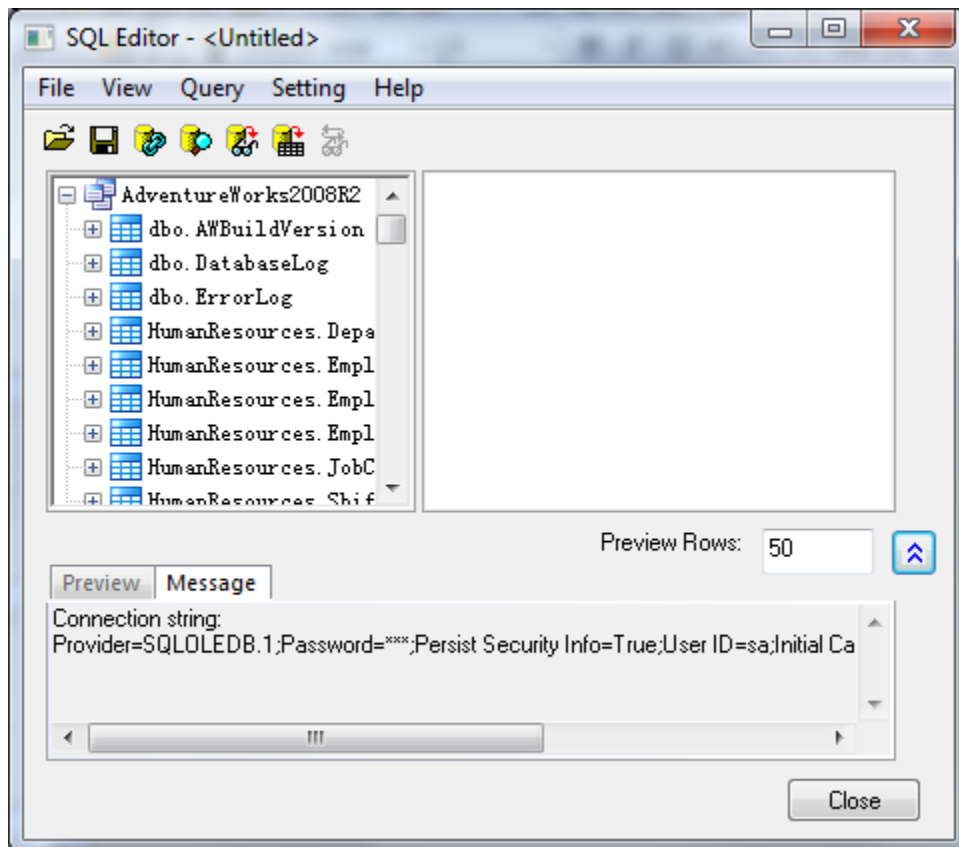 SQL Editor - <Untitled>
File View Query Setting Help
AdventureWorks2008R2
dbo.AWBuildVersion
dbo.DatabaseLog
dbo.ErrorLog
HumanResources.Depa
HumanResources.Empl
HumanResources.Empl
HumanResources.Empl
HumanResources.JobC
HumanResources.Shif
Preview Rows: 50
Preview Message
Connection string:
Provider=SQLOLEDB.1;Password=***;Persist Security Info=True;User ID=sa;Initial Ca
Close